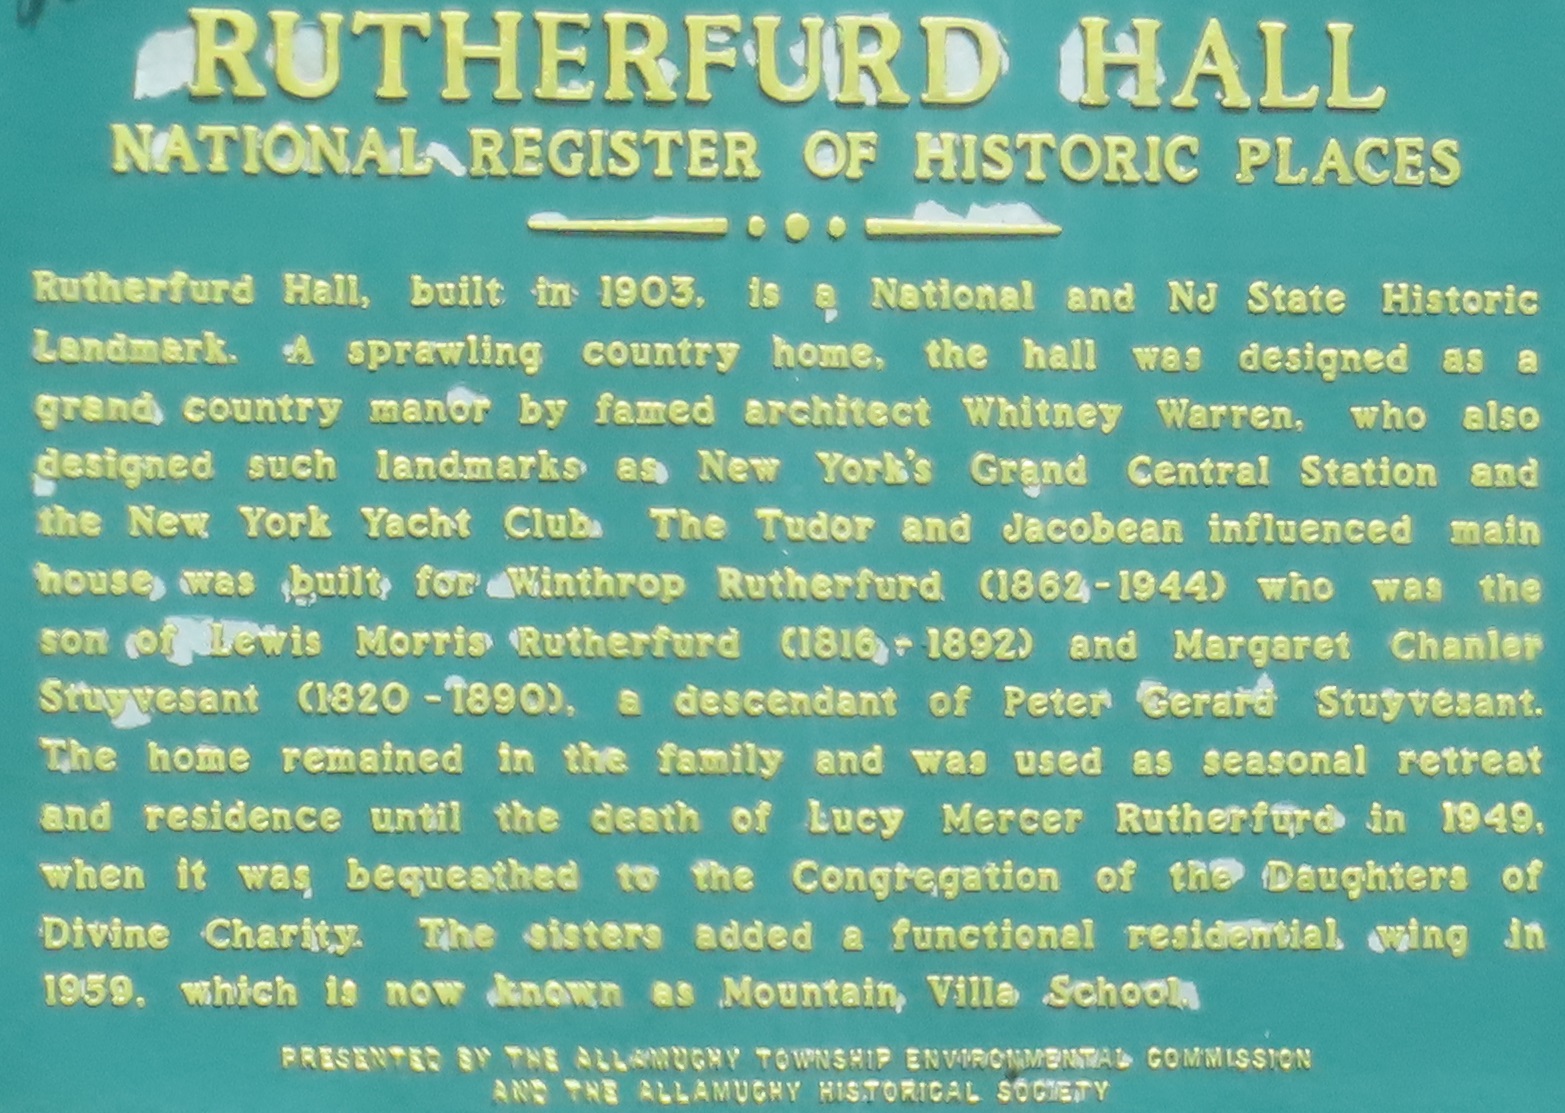 RUTHERFURD HALL
NATIONAL REGISTER OF HISTORIC PLACES
Rutherfurd Hall, built in 1903, is a National and NJ State Historic
Landmark. A sprawling country home, the hall was designed as a
grand country manor by famed architect Whitney Warren, who also
designed such landmarks as New York's Grand Central Station and
the New York Yacht Club. The Tudor and Jacobean influenced main
house was built for Winthrop Rutherfurd (1862-1944) who was the
son of Lewis Morris Rutherfurd (1816 - 1892) and Margaret Chanler
Stuyvesant (1820 - 1890), a descendant of Peter Gerard Stuyvesant.
The home remained in the family and was used as seasonal retreat
and residence until the death of Lucy Mercer Rutherfurd in 1949,
when it was bequeathed to the Congregation of the Daughters of
Divine Charity. The sisters added a functional residential wing in
1959, which is now known as Mountain Villa School.
PRESENTED BY THE ALLAMUCHY TOWNSHIP ENVIRONMENTAL COMMISSION
AND THE ALLAMUCHY HISTORICAL SOCIETY